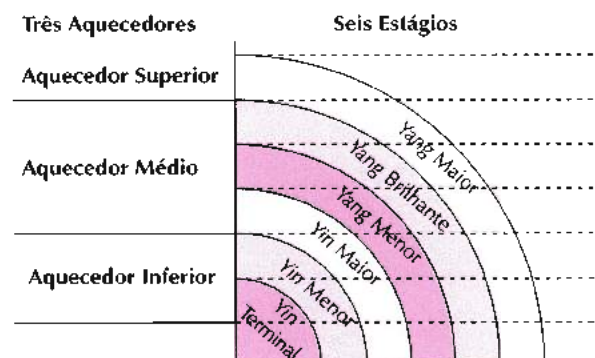 Três Aquecedores
Seis Estágios
Aquecedor Superior
Yang Maior
Yang Brilhante
Aquecedor Médio
Yang Menor
Yin Maior
Aquecedor Inferior
Yin Menor
Yin
Terminal